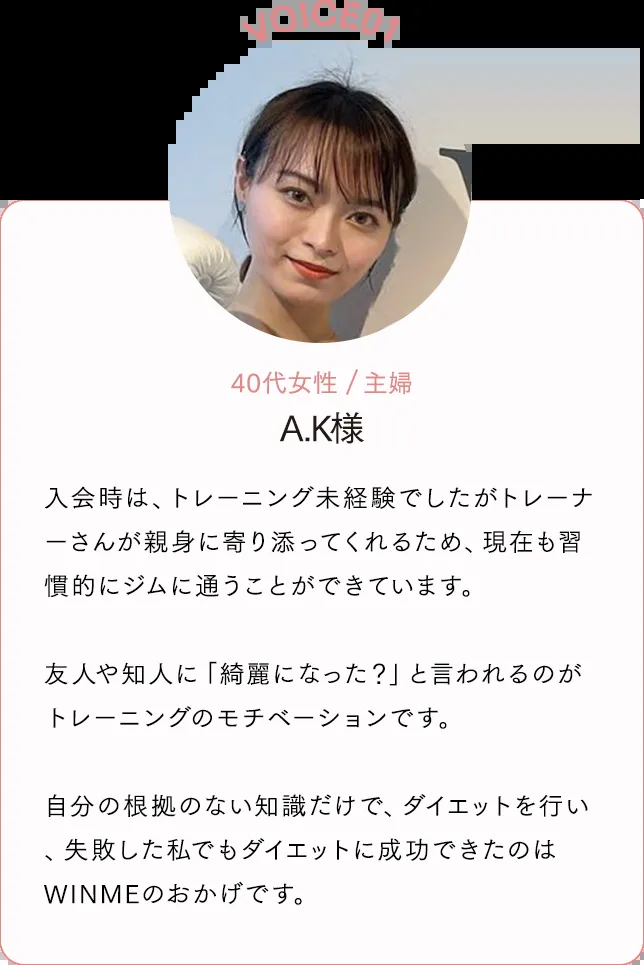 VOICE01
40代女性 / 主婦
A.K様
入会時は、トレーニング未経験でしたがトレーナ
ーさんが親身に寄り添ってくれるため、現在も習
慣的にジムに通うことができています。
友人や知人に「綺麗になった？」と言われるのが
トレーニングのモチベーションです。
自分の根拠のない知識だけで、ダイエットを行い
、失敗した私でもダイエットに成功できたのは
WINMEのおかげです。